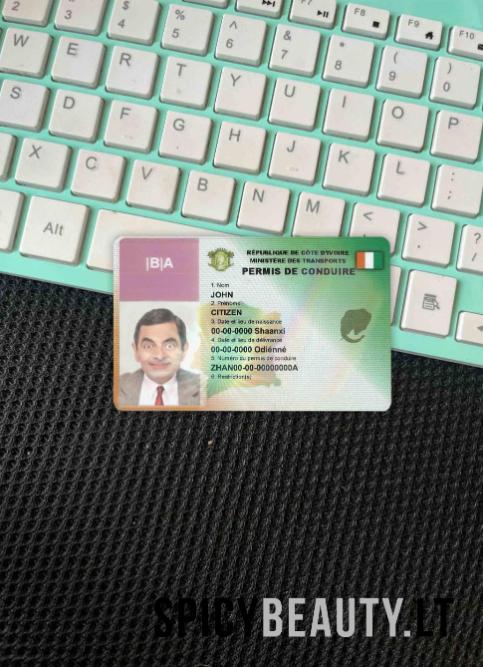 2
3
$ 4
% 5
^ 6
& 7
* 8
( 9
) 0
F7
F8
F9
F10
W E R T Y U I O P
S D F G H J K L : ;
X C V B N M < , > . ? /
Alt
|B|A
RÉPUBLIQUE DE CÔTE D'IVOIRE
MINISTÈRE DES TRANSPORTS
PERMIS DE CONDUIRE
1. Nom
JOHN
2. Prénoms
CITIZEN
3. Date et lieu de naissance
00-00-0000 Shaanxi
4. Date et lieu de délivrance
00-00-0000 Odiénné
5. Numéro du permis de conduire
ZHAN00-00-00000000A
6. Restriction(s)
SPICYBEAUTY.LT